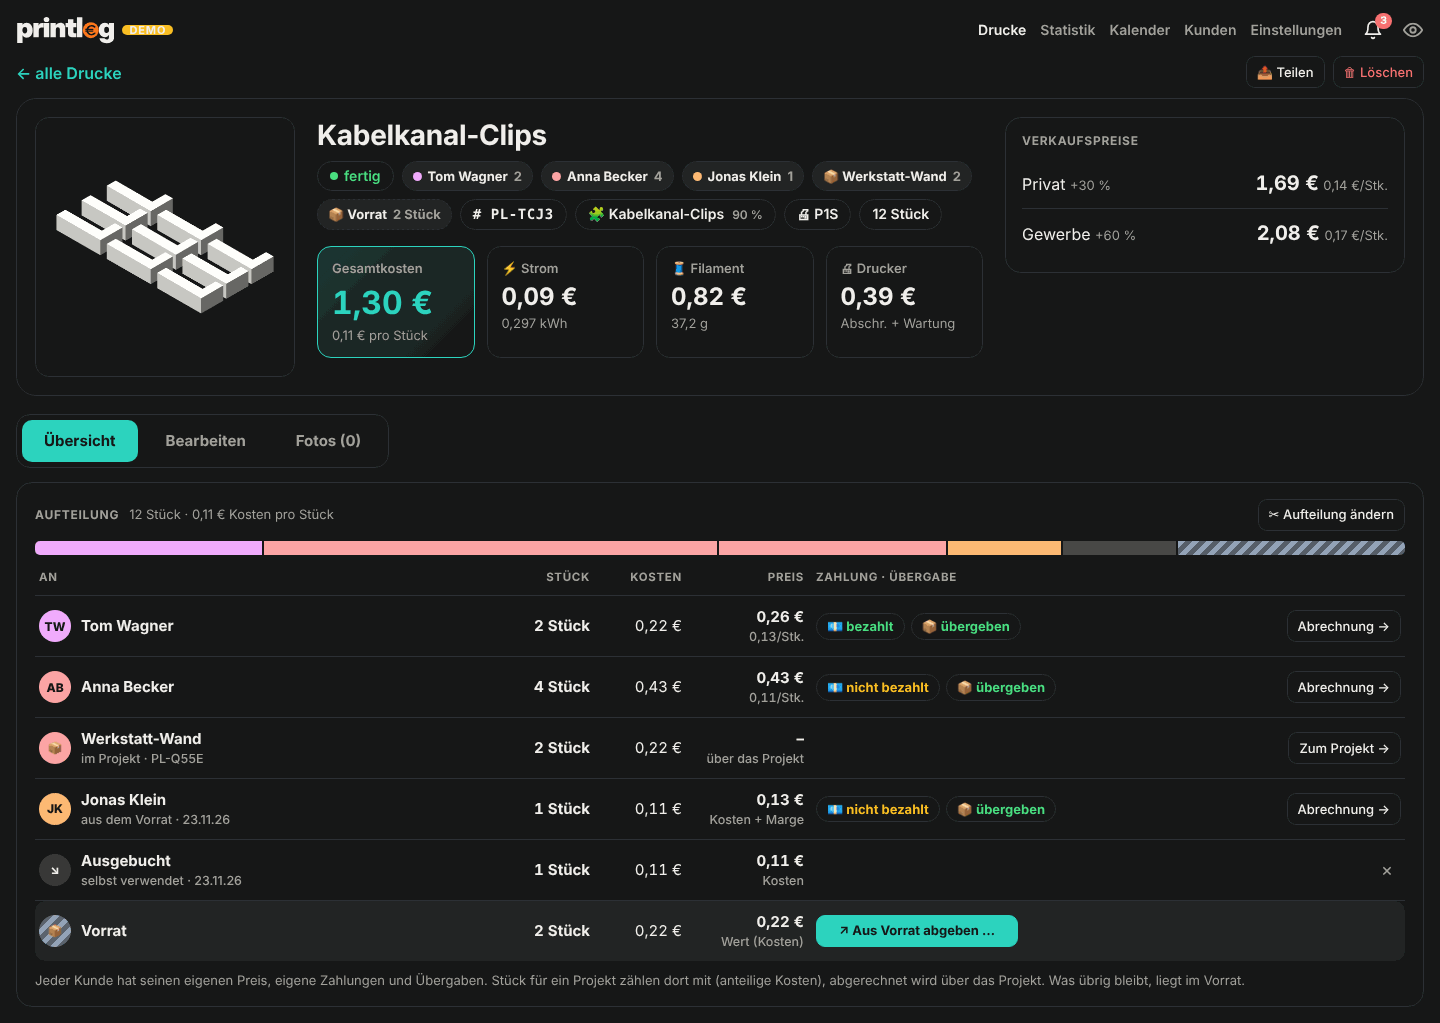 printlog DEMO
Drucke Statistik Kalender Kunden Einstellungen 3
← alle Drucke
Teilen Löschen
Kabelkanal-Clips
fertig Tom Wagner 2 Anna Becker 4 Jonas Klein 1 Werkstatt-Wand 2
Vorrat 2 Stück # PL-TCJ3 Kabelkanal-Clips 90 % P1S 12 Stück
Gesamtkosten
1,30 €
0,11 € pro Stück
Strom
0,09 €
0,297 kWh
Filament
0,82 €
37,2 g
Drucker
0,39 €
Abschr. + Wartung
VERKAUFSPREISE
Privat +30 % 1,69 € 0,14 €/Stk.
Gewerbe +60 % 2,08 € 0,17 €/Stk.
Übersicht Bearbeiten Fotos (0)
AUFTEILUNG 12 Stück · 0,11 € Kosten pro Stück
Aufteilung ändern
AN STÜCK KOSTEN PREIS ZAHLUNG · ÜBERGABE
TW Tom Wagner 2 Stück 0,22 € 0,26 € bezahlt übergeben Abrechnung →
0,13/Stk.
AB Anna Becker 4 Stück 0,43 € 0,43 € nicht bezahlt übergeben Abrechnung →
0,11/Stk.
Werkstatt-Wand 2 Stück 0,22 € – Zum Projekt →
im Projekt · PL-Q55E über das Projekt
JK Jonas Klein 1 Stück 0,11 € 0,13 € nicht bezahlt übergeben Abrechnung →
aus dem Vorrat · 23.11.26 Kosten + Marge
Ausgebucht 1 Stück 0,11 € 0,11 € ×
selbst verwendet · 23.11.26 Kosten
Vorrat 2 Stück 0,22 € 0,22 € ↗ Aus Vorrat abgeben ...
Wert (Kosten)
Jeder Kunde hat seinen eigenen Preis, eigene Zahlungen und Übergaben. Stück für ein Projekt zählen dort mit (anteilige Kosten), abgerechnet wird über das Projekt. Was übrig bleibt, liegt im Vorrat.